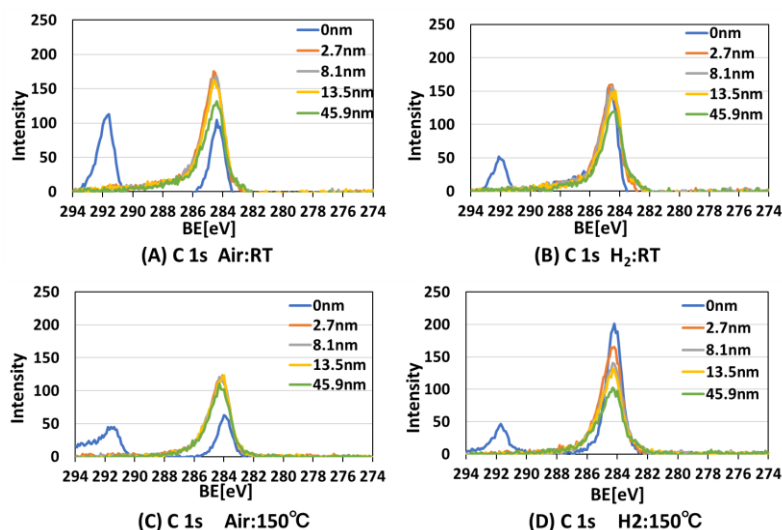 250
200
150
100
50
0
Intensity
0nm
2.7nm
8.1nm
13.5nm
45.9nm
294 292 290 288 286 284 282 280 278 276 274
BE[eV]
(A) C 1s Air:RT
250
200
150
100
50
0
Intensity
0nm
2.7nm
8.1nm
13.5nm
45.9nm
294 292 290 288 286 284 282 280 278 276 274
BE[eV]
(B) C 1s H₂:RT
250
200
150
100
50
0
Intensity
0nm
2.7nm
8.1nm
13.5nm
45.9nm
294 292 290 288 286 284 282 280 278 276 274
BE[eV]
(C) C 1s Air:150℃
250
200
150
100
50
0
Intensity
0nm
2.7nm
8.1nm
13.5nm
45.9nm
294 292 290 288 286 284 282 280 278 276 274
BE[eV]
(D) C 1s H2:150℃